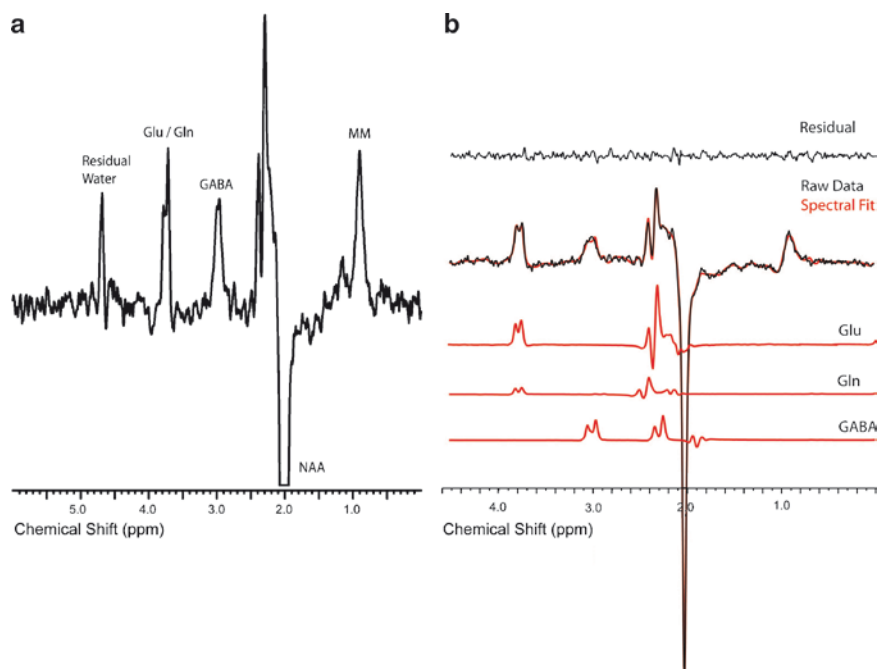 a
Residual
Water
Glu / Gln
GABA
MM
NAA
5.0 4.0 3.0 2.0 1.0
Chemical Shift (ppm)
b
Residual
Raw Data
Spectral Fit
Glu
Gln
GABA
4.0 3.0 2.0 1.0
Chemical Shift (ppm)